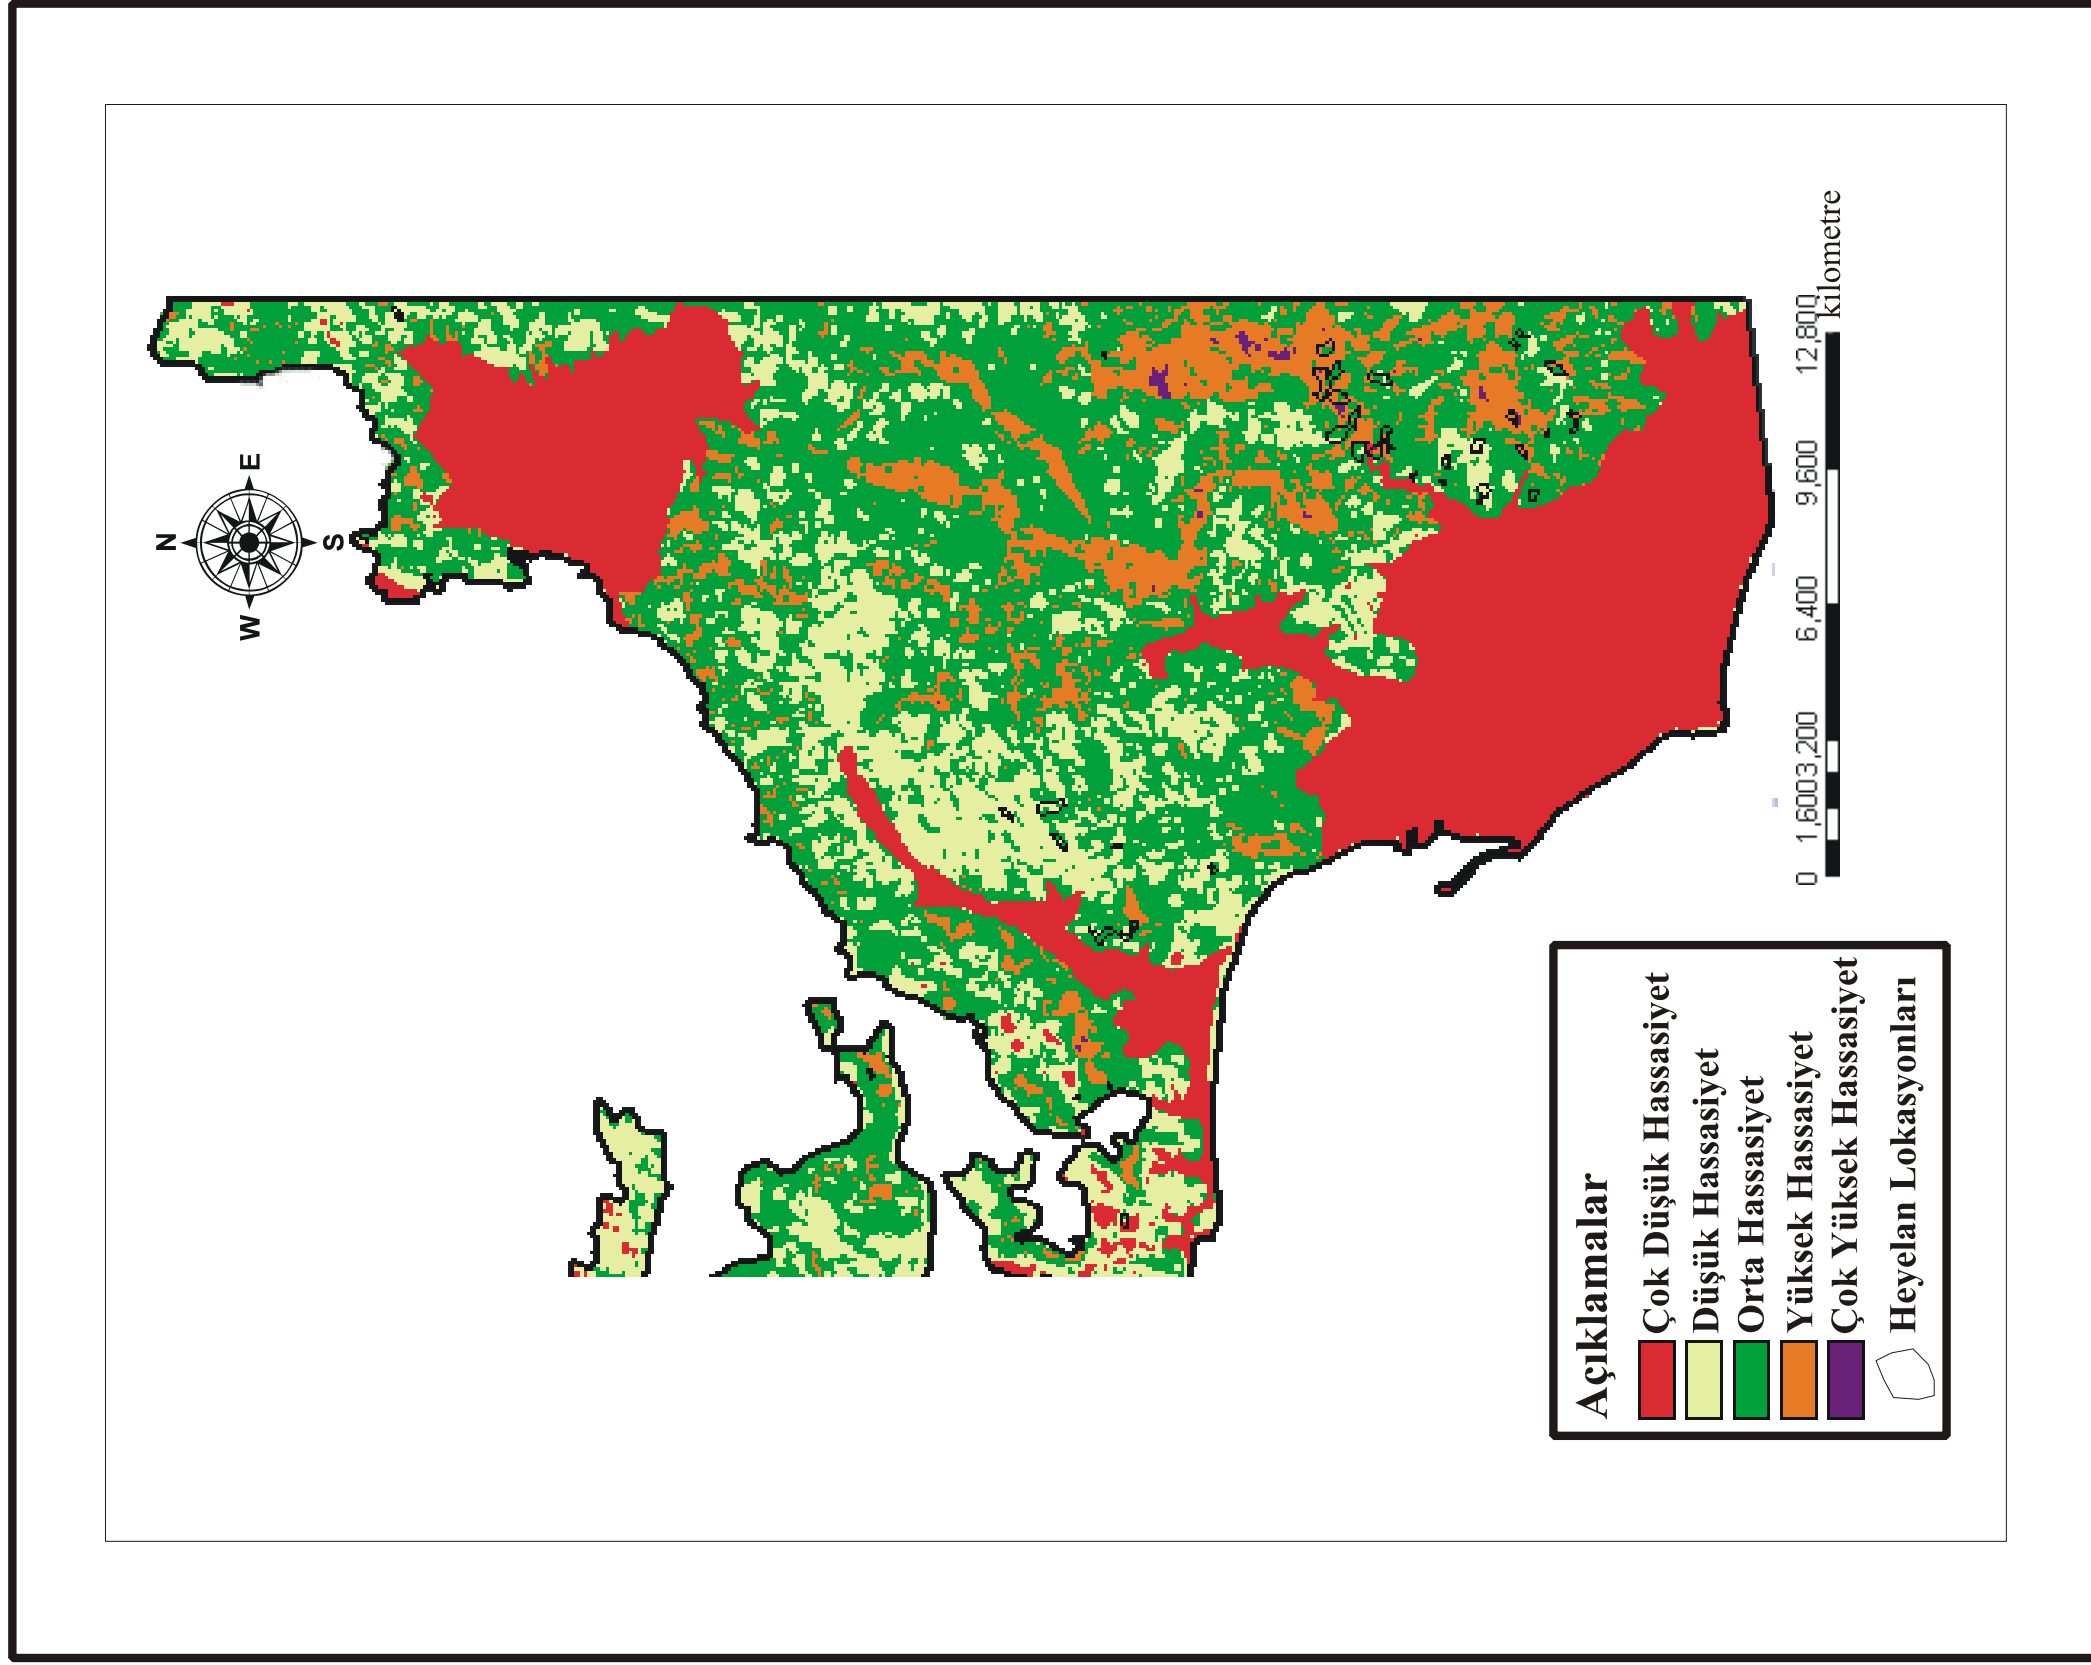 N
W
E
S
0 1,600 3,200 6,400 9,600 12,800
kilometre
Açıklamalar
Çok Düşük Hassasiyet
Düşük Hassasiyet
Orta Hassasiyet
Yüksek Hassasiyet
Çok Yüksek Hassasiyet
Heyelan Lokasyonları